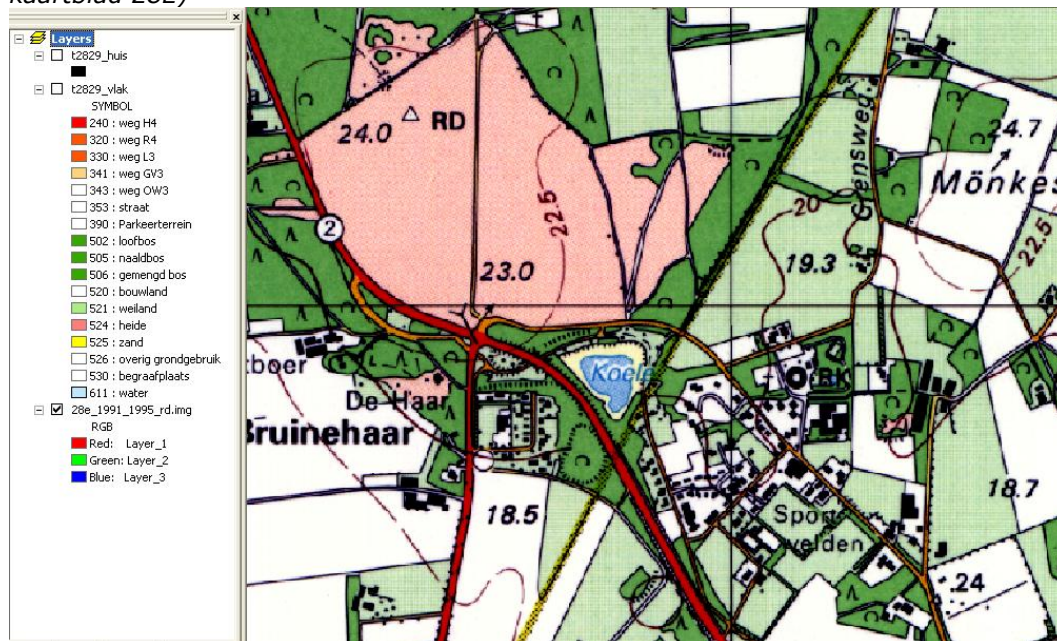 Layers
t2829_huis
t2829_vlak
SYMBOL
240 : weg H4
320 : weg R4
330 : weg L3
341 : weg GV3
343 : weg OW3
353 : straat
390 : Parkeerterrein
502 : loofbos
505 : naaldbos
506 : gemengd bos
520 : bouwland
521 : weiland
524 : heide
525 : zand
526 : overig grondgebruik
530 : begraafplaats
611 : water
28e_1991_1995_rd.img
RGB
Red: Layer_1
Green: Layer_2
Blue: Layer_3
24.0
RD
24.7
Grensweg
Mönkes
20
22.5
2
22.5
19.3
23.0
boer
Koele
De Haar
RK
Bruinehaar
18.5
18.7
Sport
velden
24